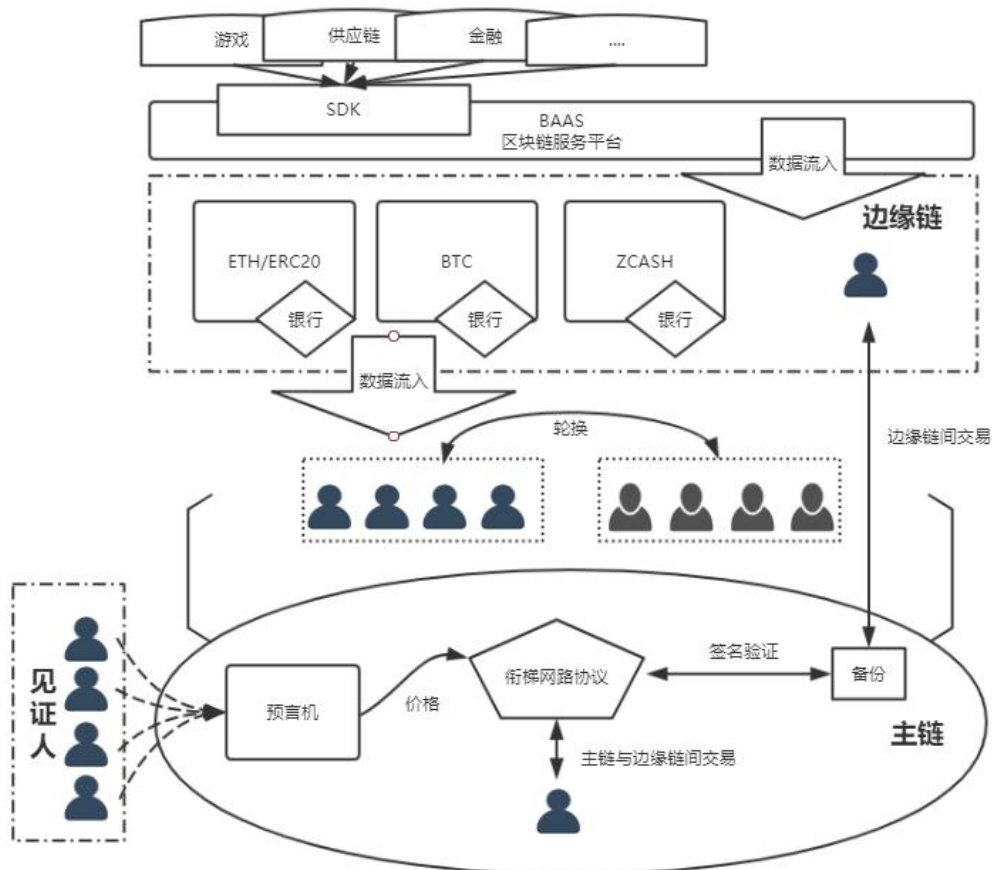 游戏
供应链
金融
....
SDK
BAAS
区块链服务平台
数据流入
边缘链
ETH/ERC20
BTC
ZCASH
银行
银行
银行
数据流入
轮换
边缘链间交易
见证人
预言机
价格
衔梯网路协议
签名验证
备份
主链
主链与边缘链间交易